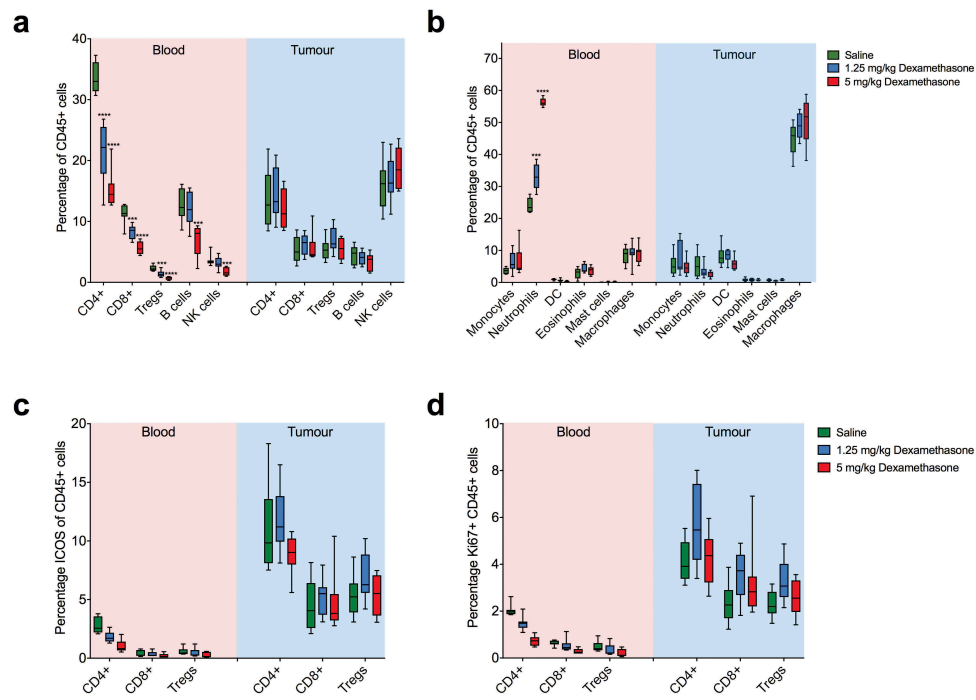 a
Blood
Tumour
Percentage of CD45+ cells
40
30
20
10
0
****
****
***
****
***
****
***
***
CD4+
CD8+
Tregs
B cells
NK cells
CD4+
CD8+
Tregs
B cells
NK cells
b
Blood
Tumour
Percentage of CD45+ cells
70
60
50
40
30
20
10
0
***
****
Monocytes
Neutrophils
DC
Eosinophils
Mast cells
Macrophages
Monocytes
Neutrophils
DC
Eosinophils
Mast cells
Macrophages
Saline
1.25 mg/kg Dexamethasone
5 mg/kg Dexamethasone
c
Blood
Tumour
Percentage ICOS of CD45+ cells
20
15
10
5
0
CD4+
CD8+
Tregs
CD4+
CD8+
Tregs
d
Blood
Tumour
Percentage Ki67+ CD45+ cells
10
8
6
4
2
0
CD4+
CD8+
Tregs
CD4+
CD8+
Tregs
Saline
1.25 mg/kg Dexamethasone
5 mg/kg Dexamethasone